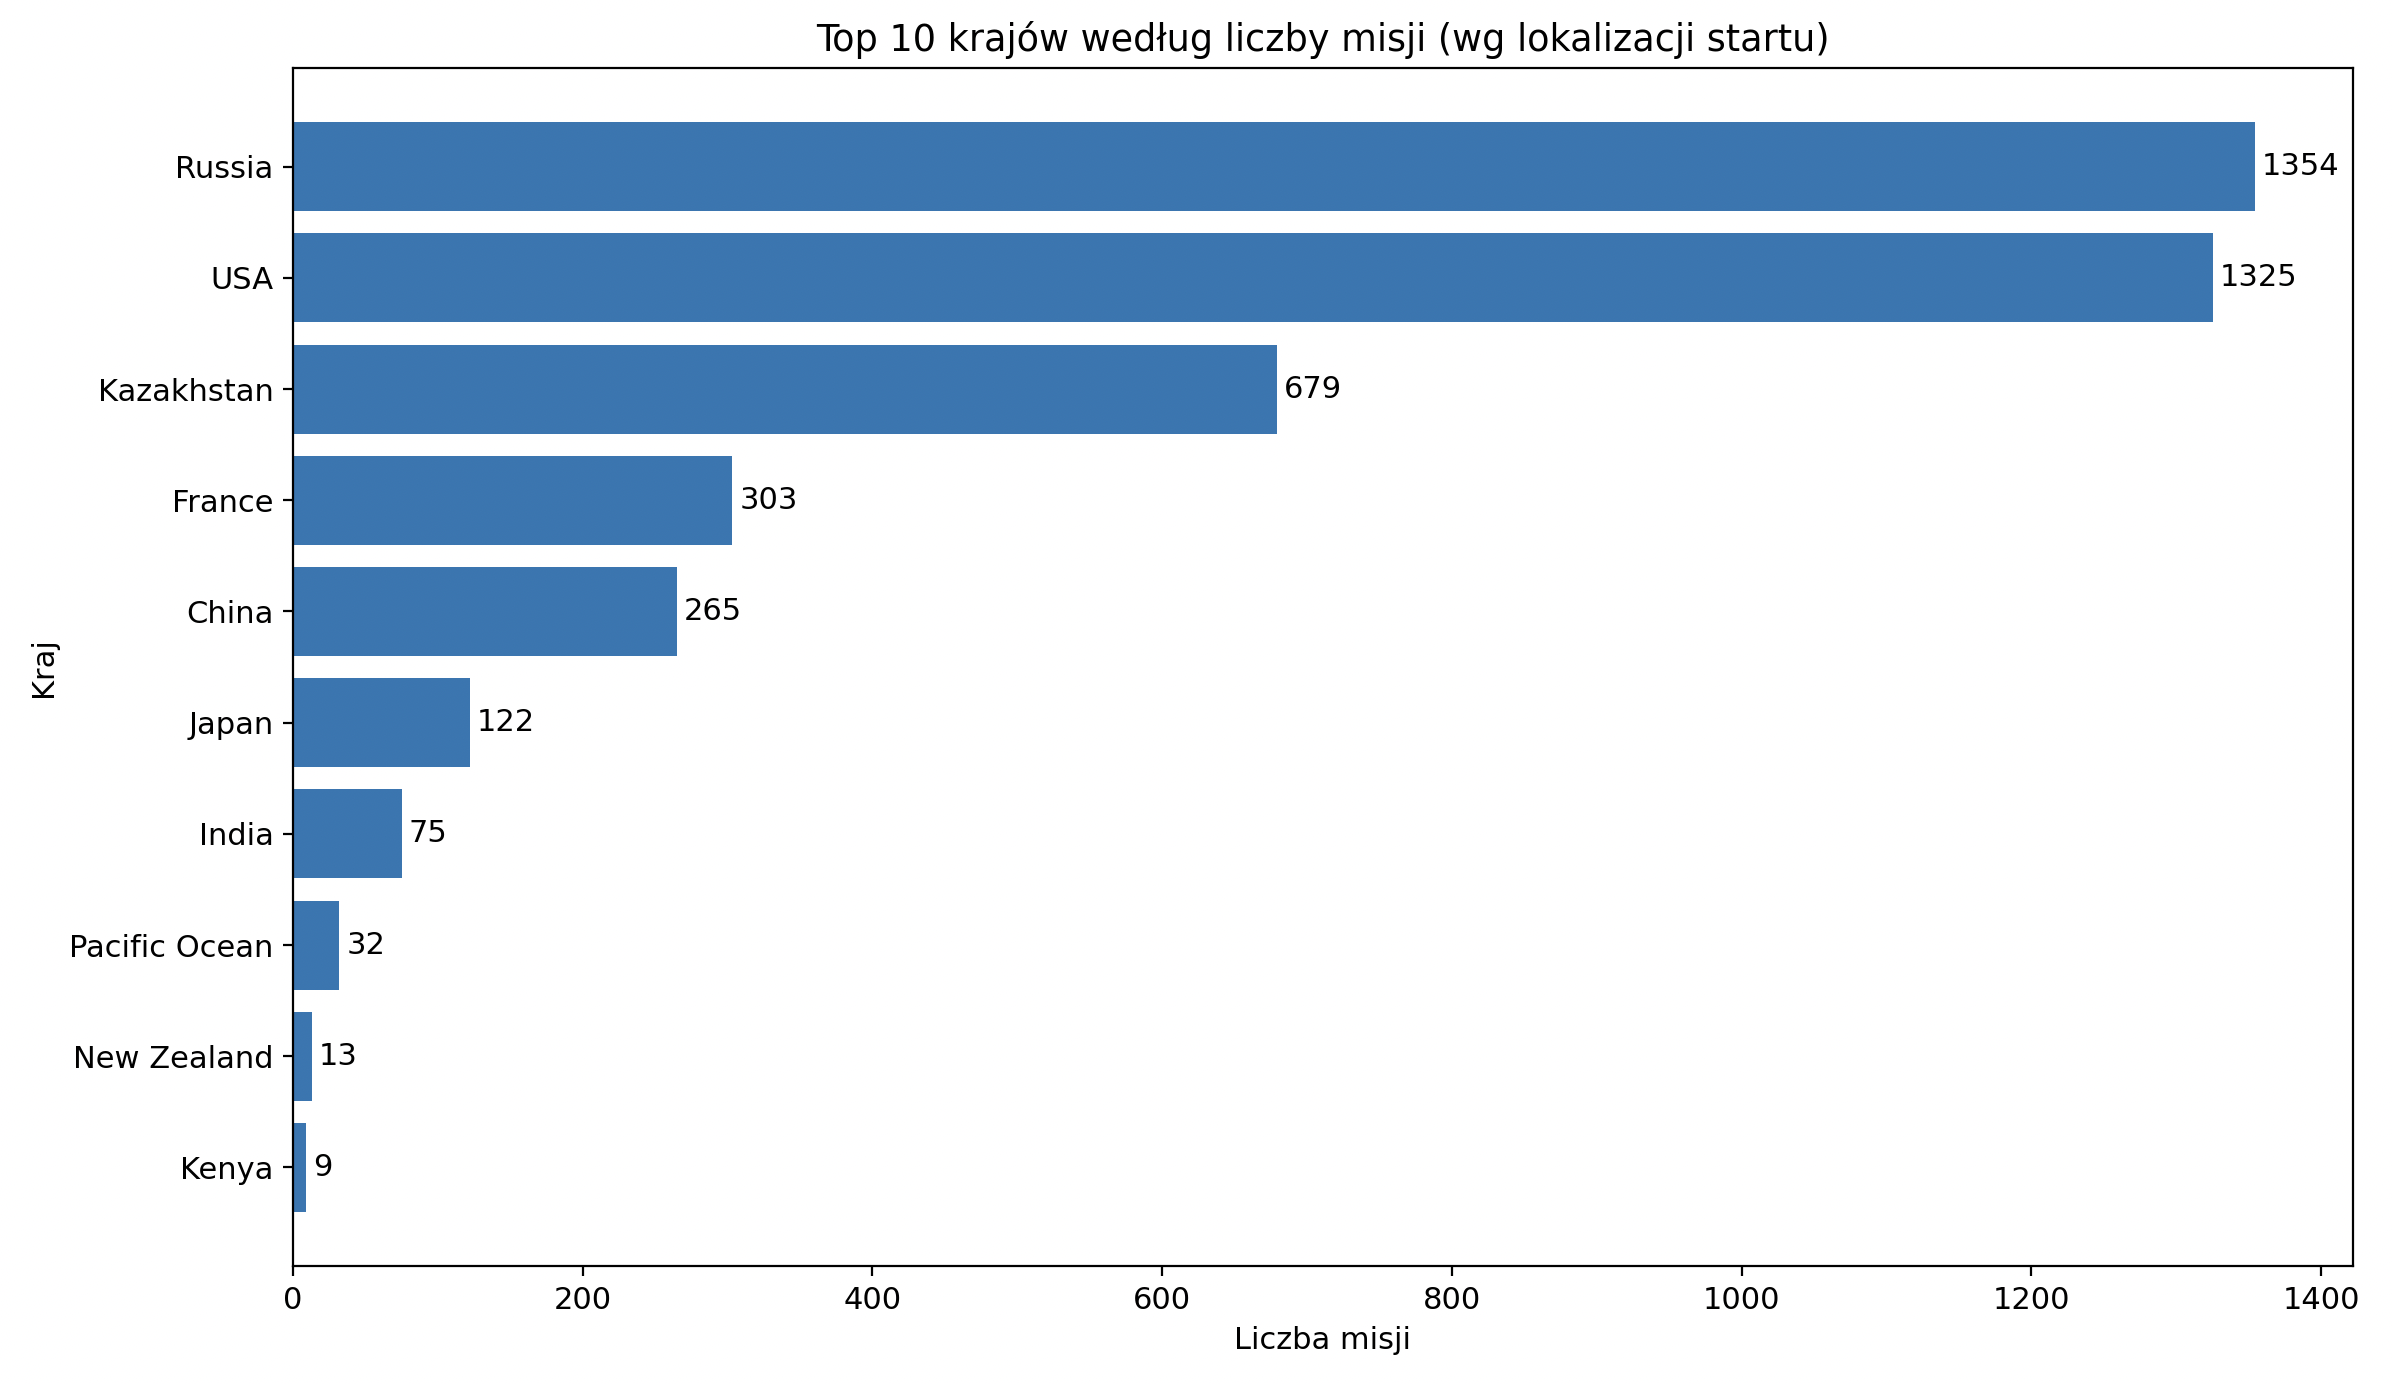 Top 10 krajów według liczby misji (wg lokalizacji startu)
Kraj
Russia 1354
USA 1325
Kazakhstan 679
France 303
China 265
Japan 122
India 75
Pacific Ocean 32
New Zealand 13
Kenya 9
0 200 400 600 800 1000 1200 1400
Liczba misji